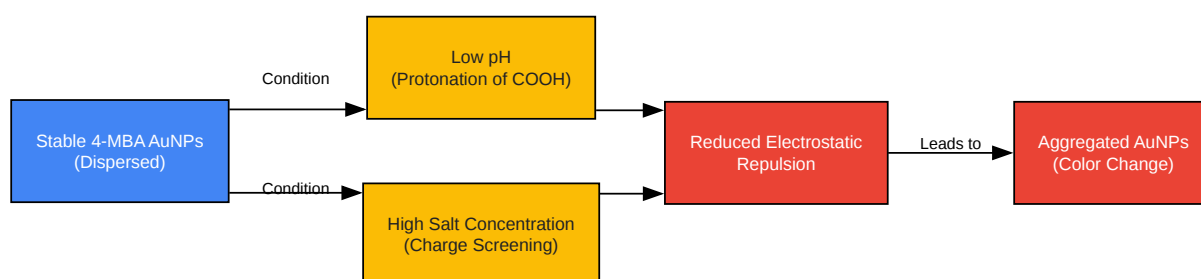 Stable 4-MBA AuNPs
(Dispersed)
Condition
Condition
Low pH
(Protonation of COOH)
High Salt Concentration
(Charge Screening)
Reduced Electrostatic
Repulsion
Leads to
Aggregated AuNPs
(Color Change)